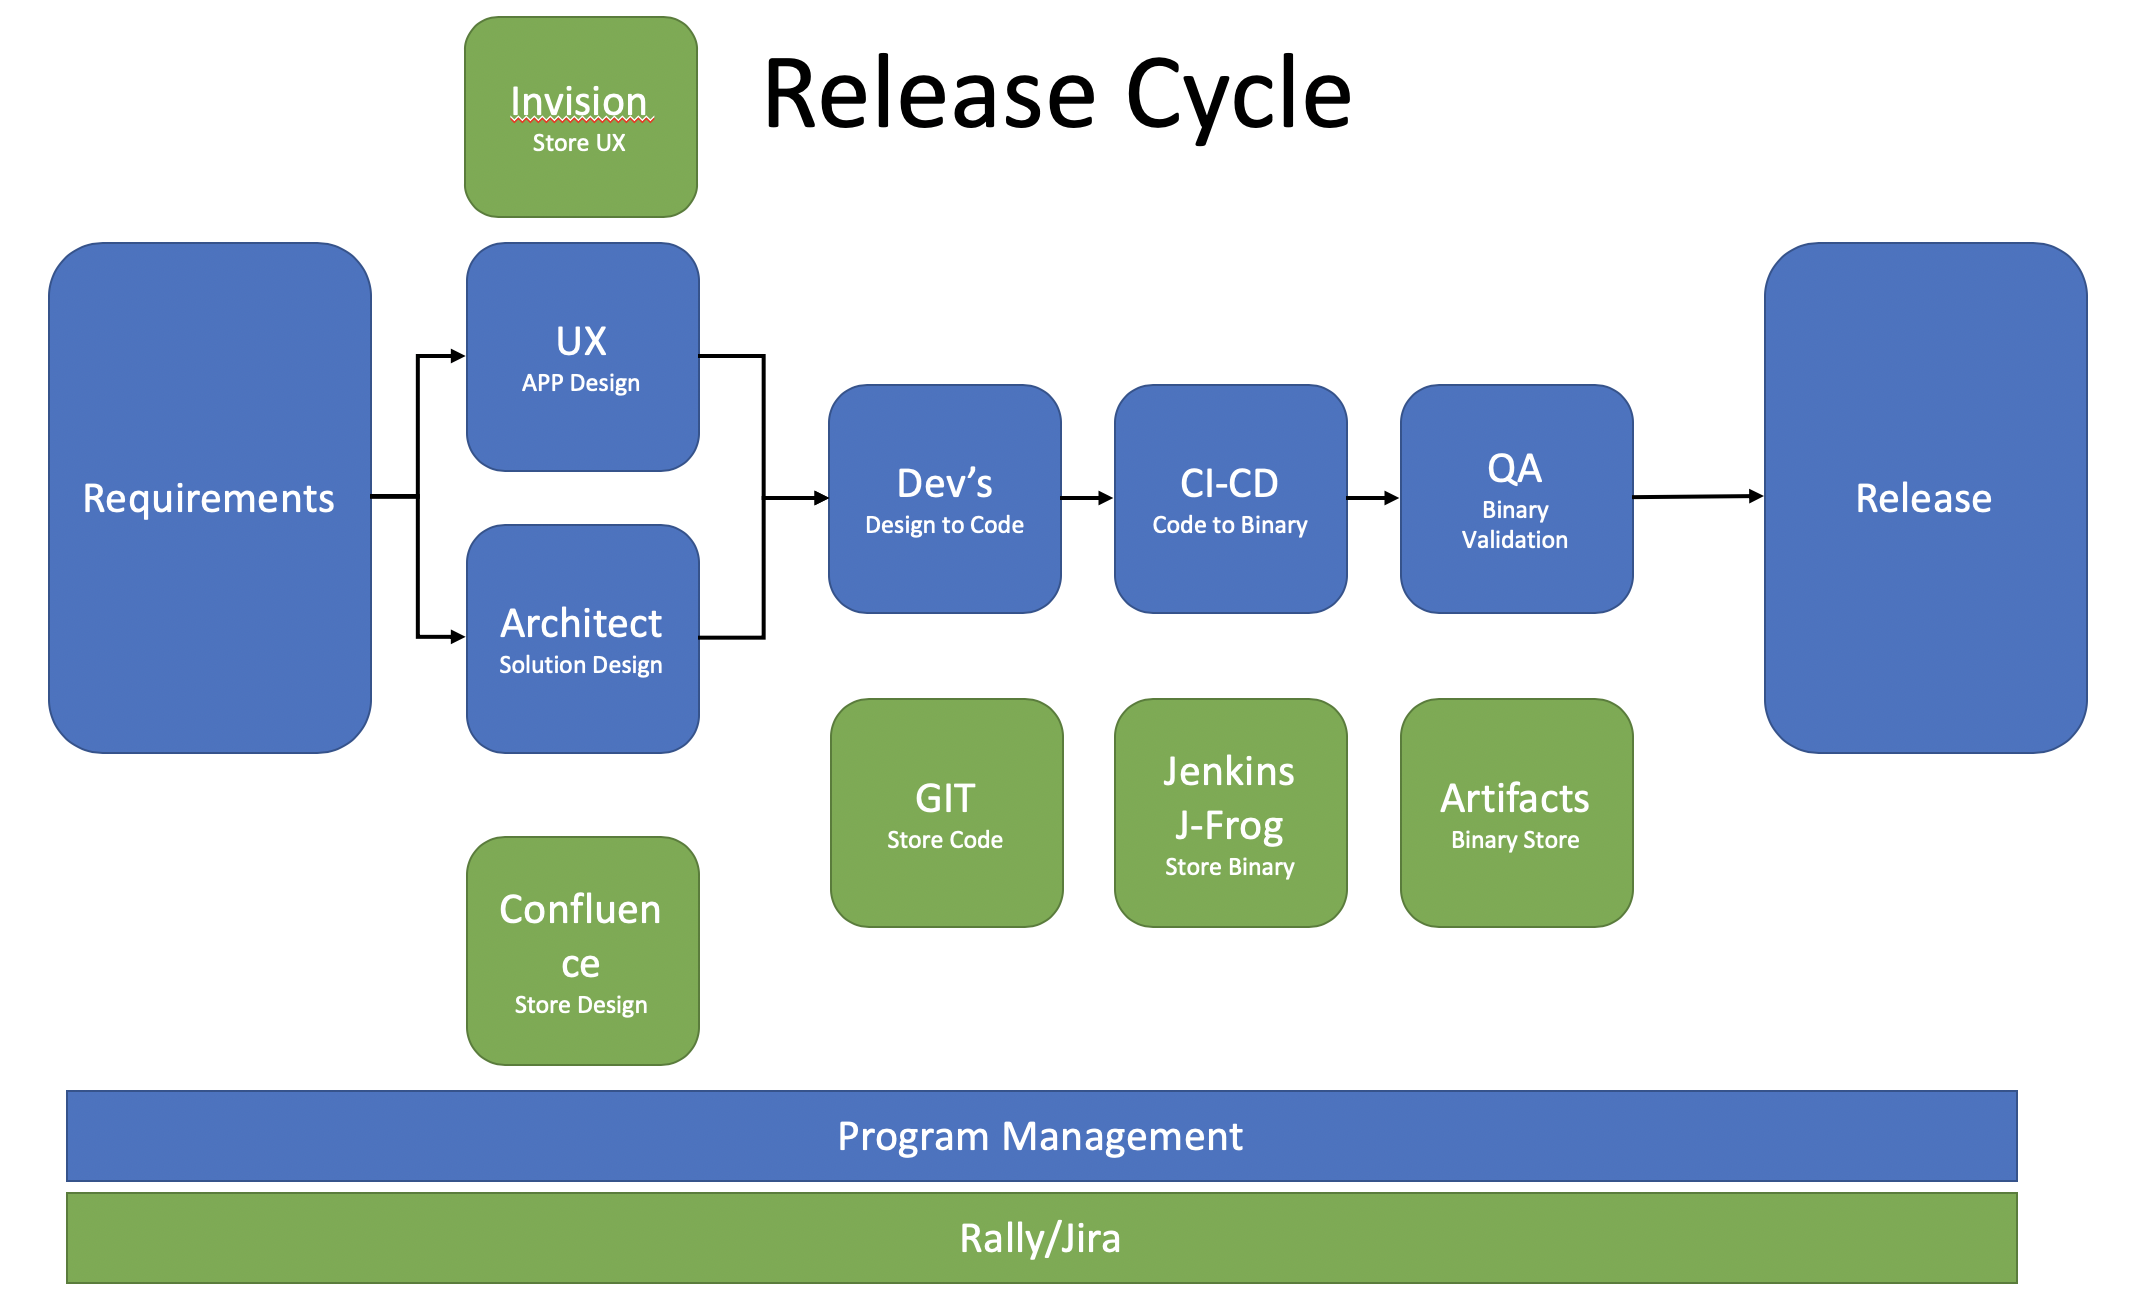 Release Cycle
Invision
Store UX
Requirements
UX
APP Design
Architect
Solution Design
Dev’s
Design to Code
CI-CD
Code to Binary
QA
Binary
Validation
Release
Confluen
ce
Store Design
GIT
Store Code
Jenkins
J-Frog
Store Binary
Artifacts
Binary Store
Program Management
Rally/Jira